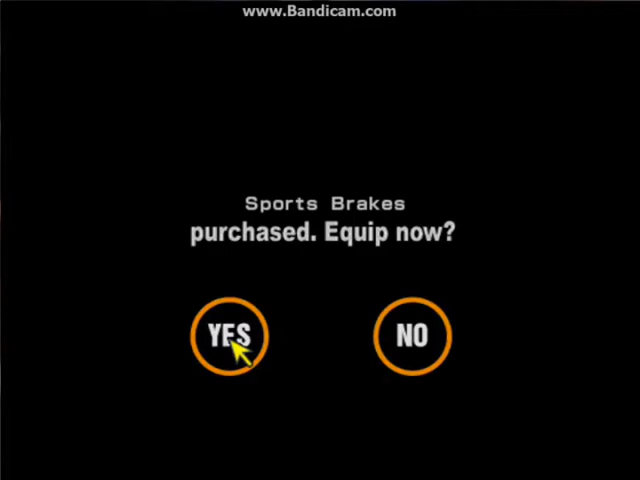 www.Bandicam.com
Sports Brakes
purchased. Equip now?
YES NO